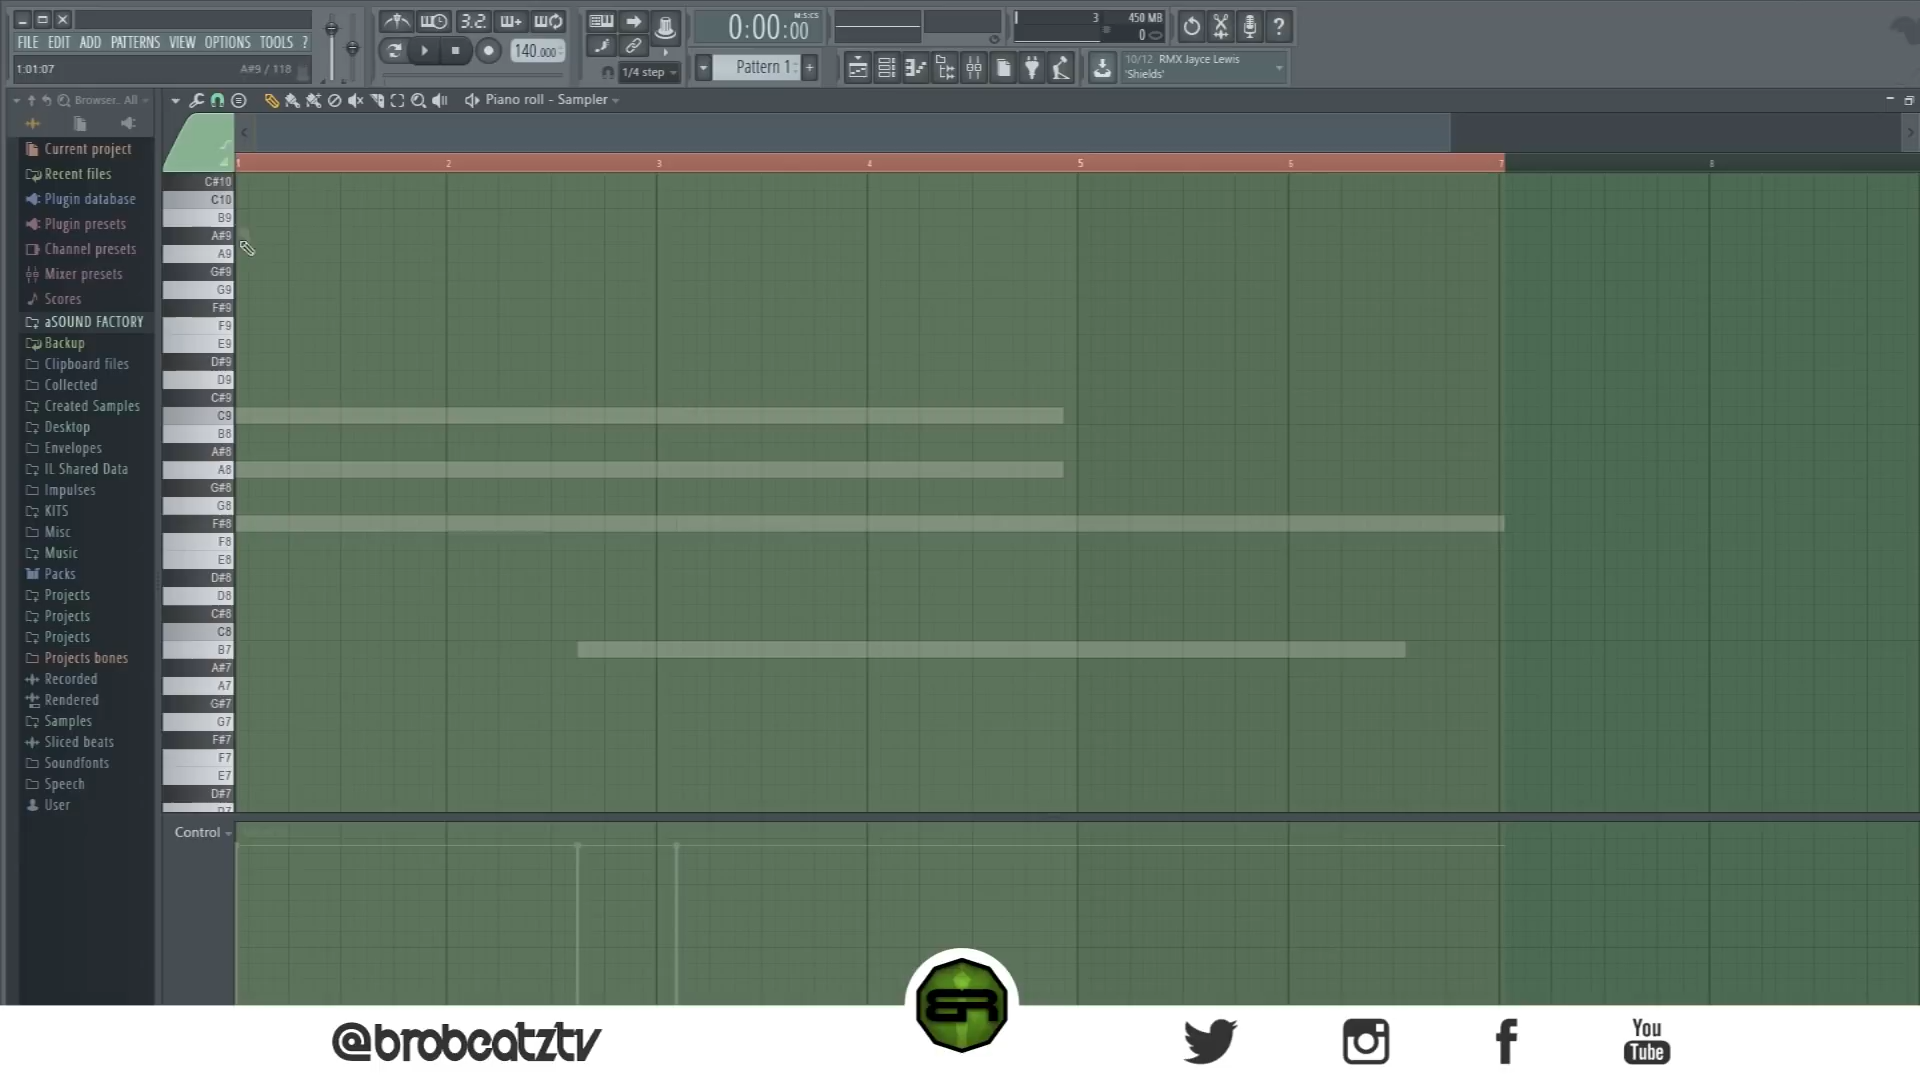 FILE EDIT ADD PATTERNS VIEW OPTIONS TOOLS ?
1:01:07 A#9 / 118
3.2.
140.000
1/4 step
0:00:00
M:S:CS
Pattern 1
3 450 MB
0
10/12 RMX Jayce Lewis
'Shields'
Browser.. All
Piano roll - Sampler
Current project
Recent files
Plugin database
Plugin presets
Channel presets
Mixer presets
Scores
aSOUND FACTORY
Backup
Clipboard files
Collected
Created Samples
Desktop
Envelopes
IL Shared Data
Impulses
KITS
Misc
Music
Packs
Projects
Projects
Projects
Projects bones
Recorded
Rendered
Samples
Sliced beats
Soundfonts
Speech
User
1 2 3 4 5 6 7 8
C#10
C10
B9
A#9
A9
G#9
G9
F#9
F9
E9
D#9
D9
C#9
C9
B8
A#8
A8
G#8
G8
F#8
F8
E8
D#8
D8
C#8
C8
B7
A#7
A7
G#7
G7
F#7
F7
E7
D#7
D7
Control
BR
@brobeatztv
You
Tube